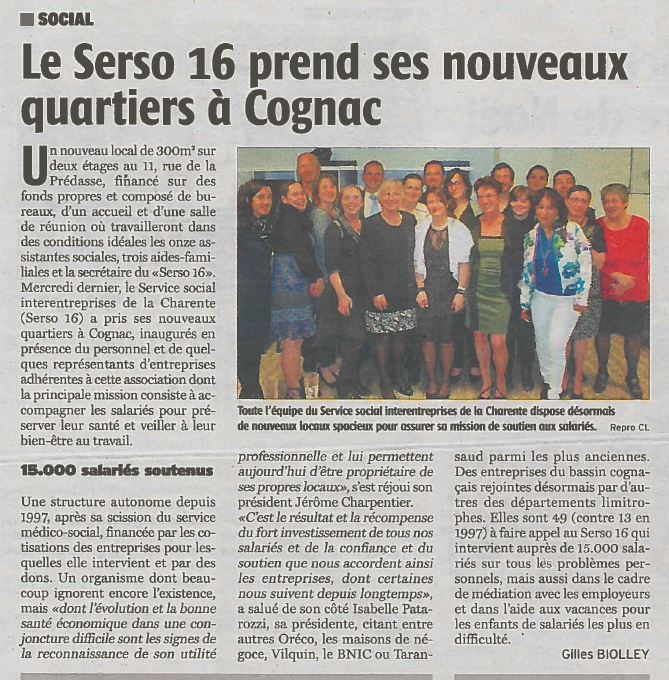 SOCIAL
Le Serso 16 prend ses nouveaux
quartiers à Cognac
Un nouveau local de 300m² sur
deux étages au 11, rue de la
Prédasse, financé sur des
fonds propres et composé de bu-
reaux, d'un accueil et d'une salle
de réunion où travailleront dans
des conditions idéales les onze as-
sistantes sociales, trois aides-fami-
liales et la secrétaire du «Serso 16».
Mercredi dernier, le Service social
interentreprises de la Charente
(Serso 16) a pris ses nouveaux
quartiers à Cognac, inaugurés en
présence du personnel et de quel-
ques représentants d'entreprises
adhérentes à cette association dont
la principale mission consiste à ac-
compagner les salariés pour pré-
server leur santé et veiller à leur
bien-être au travail.
15.000 salariés soutenus
Une structure autonome depuis
1997, après sa scission du service
médico-social, financée par les co-
tisations des entreprises pour les-
quelles elle intervient et par des
dons. Un organisme dont beau-
coup ignorent encore l'existence,
mais «dont l'évolution et la bonne
santé économique dans une con-
joncture difficile sont les signes de
la reconnaissance de son utilité
Toute l'équipe du Service social interentreprises de la Charente dispose désormais
de nouveaux locaux spacieux pour assurer sa mission de soutien aux salariés. Repro CL
professionnelle et lui permettent
aujourd'hui d'être propriétaire de
ses propres locaux», s'est réjoui son
président Jérôme Charpentier.
«C'est le résultat et la récompense
du fort investissement de tous nos
salariés et de la confiance et du
soutien que nous accordent ainsi
les entreprises, dont certaines
nous suivent depuis longtemps»,
a salué de son côté Isabelle Pata-
rozzi, sa présidente, citant entre
autres Oréco, les maisons de né-
goce, Vilquin, le BNIC ou Taran-
saud parmi les plus anciennes.
Des entreprises du bassin cogna-
çais rejointes désormais par d'au-
tres des départements limitro-
phes. Elles sont 49 (contre 13 en
1997) à faire appel au Serso 16 qui
intervient auprès de 15.000 sala-
riés sur tous les problèmes per-
sonnels, mais aussi dans le cadre
de médiation avec les employeurs
et dans l'aide aux vacances pour
les enfants de salariés les plus en
difficulté.
Gilles BIOLLEY